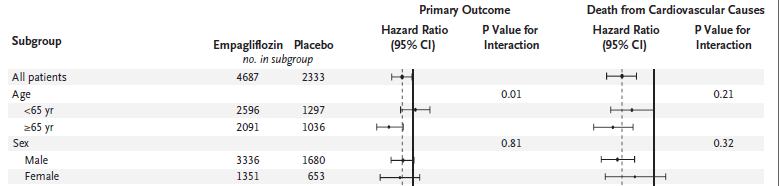 Primary Outcome Death from Cardiovascular Causes
Subgroup Empagliflozin Placebo Hazard Ratio (95% CI) P Value for Interaction Hazard Ratio (95% CI) P Value for Interaction
no. in subgroup
All patients 4687 2333
Age 0.01 0.21
<65 yr 2596 1297
≥65 yr 2091 1036
Sex 0.81 0.32
Male 3336 1680
Female 1351 653